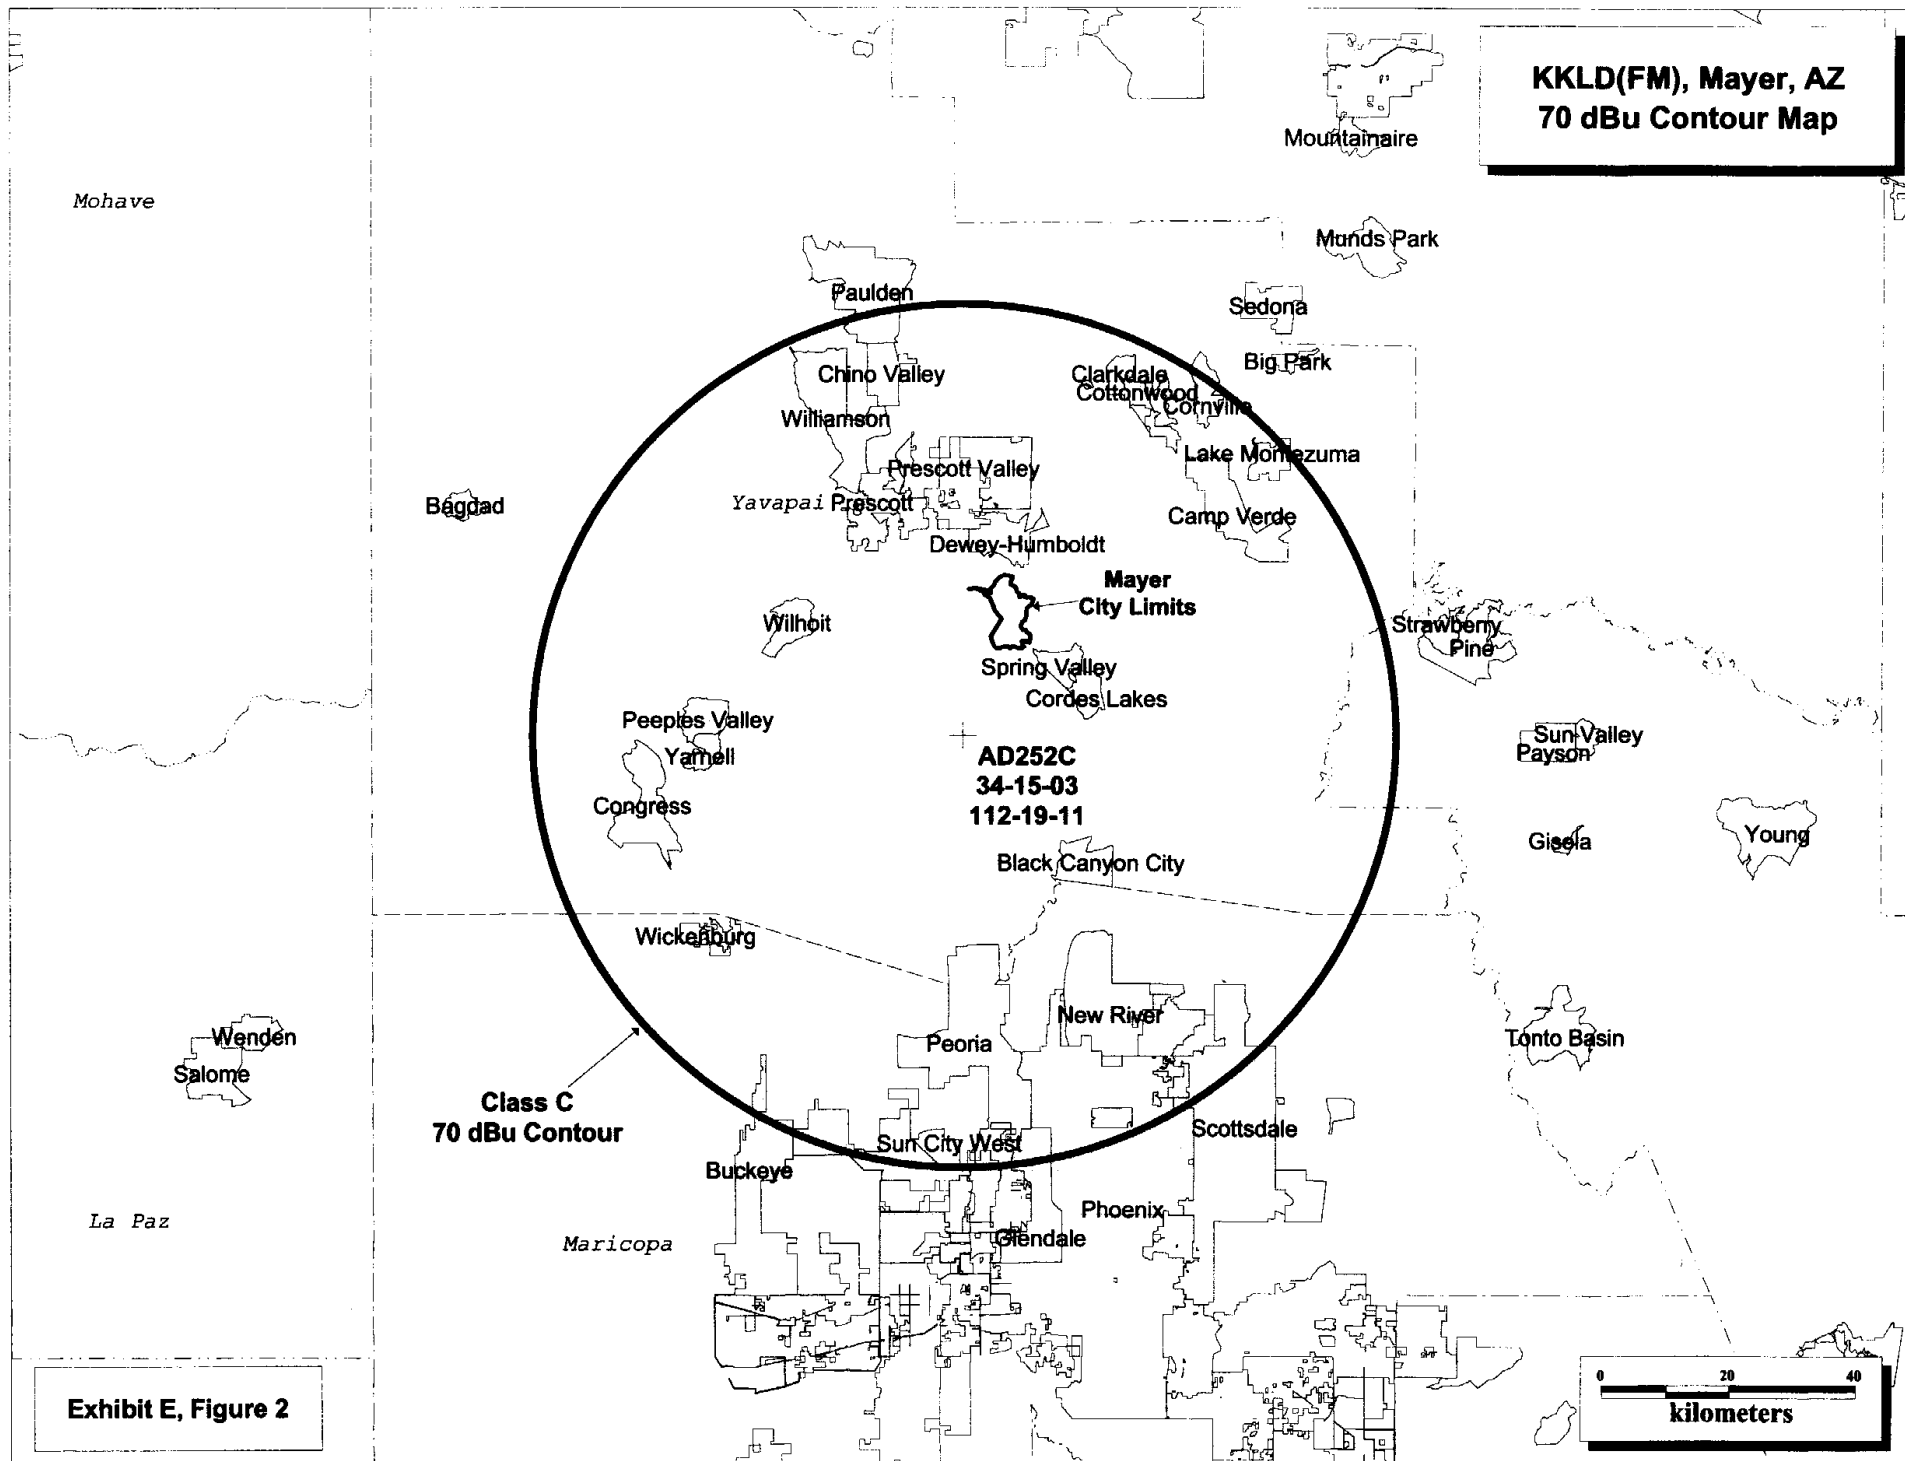 KKLD(FM), Mayer, AZ
70 dBu Contour Map
Mountainaire
Mohave
Munds Park
Paulden
Sedona
Big Park
Chino Valley
Clarkdale
Cottonwood
Cornville
Williamson
Lake Montezuma
Prescott Valley
Bagdad
Yavapai
Prescott
Camp Verde
Dewey-Humboldt
Mayer
City Limits
Wilhoit
Strawberry
Pine
Spring Valley
Cordes Lakes
Peeples Valley
Yarnell
Sun Valley
Payson
AD252C
34-15-03
112-19-11
Congress
Gisela
Young
Black Canyon City
Wickenburg
New River
Wenden
Peoria
Tonto Basin
Salome
Class C
70 dBu Contour
Scottsdale
Sun City West
Buckeye
Phoenix
La Paz
Maricopa
Glendale
Exhibit E, Figure 2
0 20 40
kilometers